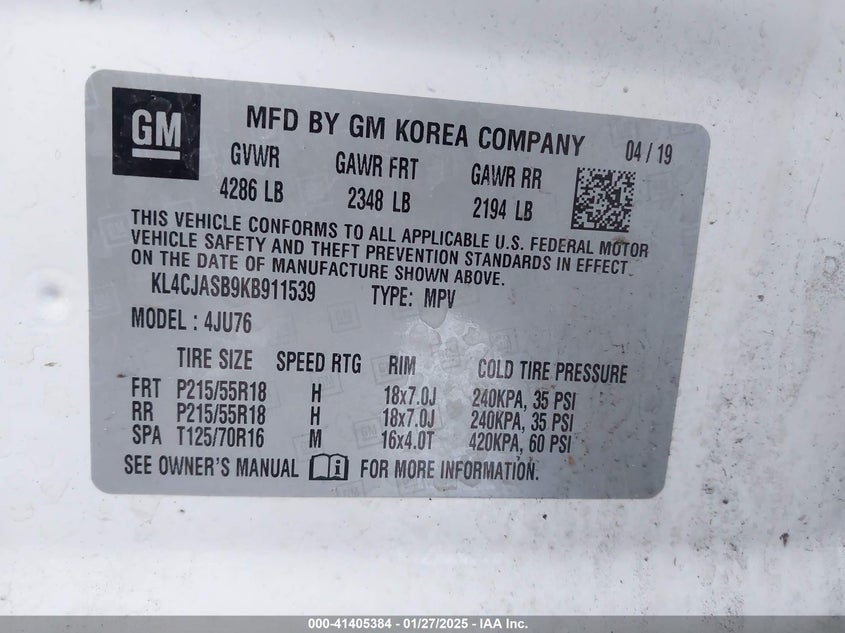 GM
MFD BY GM KOREA COMPANY 04 / 19
GVWR GAWR FRT GAWR RR
4286 LB 2348 LB 2194 LB
THIS VEHICLE CONFORMS TO ALL APPLICABLE U.S. FEDERAL MOTOR
VEHICLE SAFETY AND THEFT PREVENTION STANDARDS IN EFFECT
ON THE DATE OF MANUFACTURE SHOWN ABOVE.
KL4CJASB9KB911539 TYPE: MPV
MODEL : 4JU76
TIRE SIZE SPEED RTG RIM COLD TIRE PRESSURE
FRT P215/55R18 H 18x7.0J 240KPA, 35 PSI
RR P215/55R18 H 18x7.0J 240KPA, 35 PSI
SPA T125/70R16 M 16x4.0T 420KPA, 60 PSI
SEE OWNER'S MANUAL FOR MORE INFORMATION.
000-41405384 - 01/27/2025 - IAA Inc.